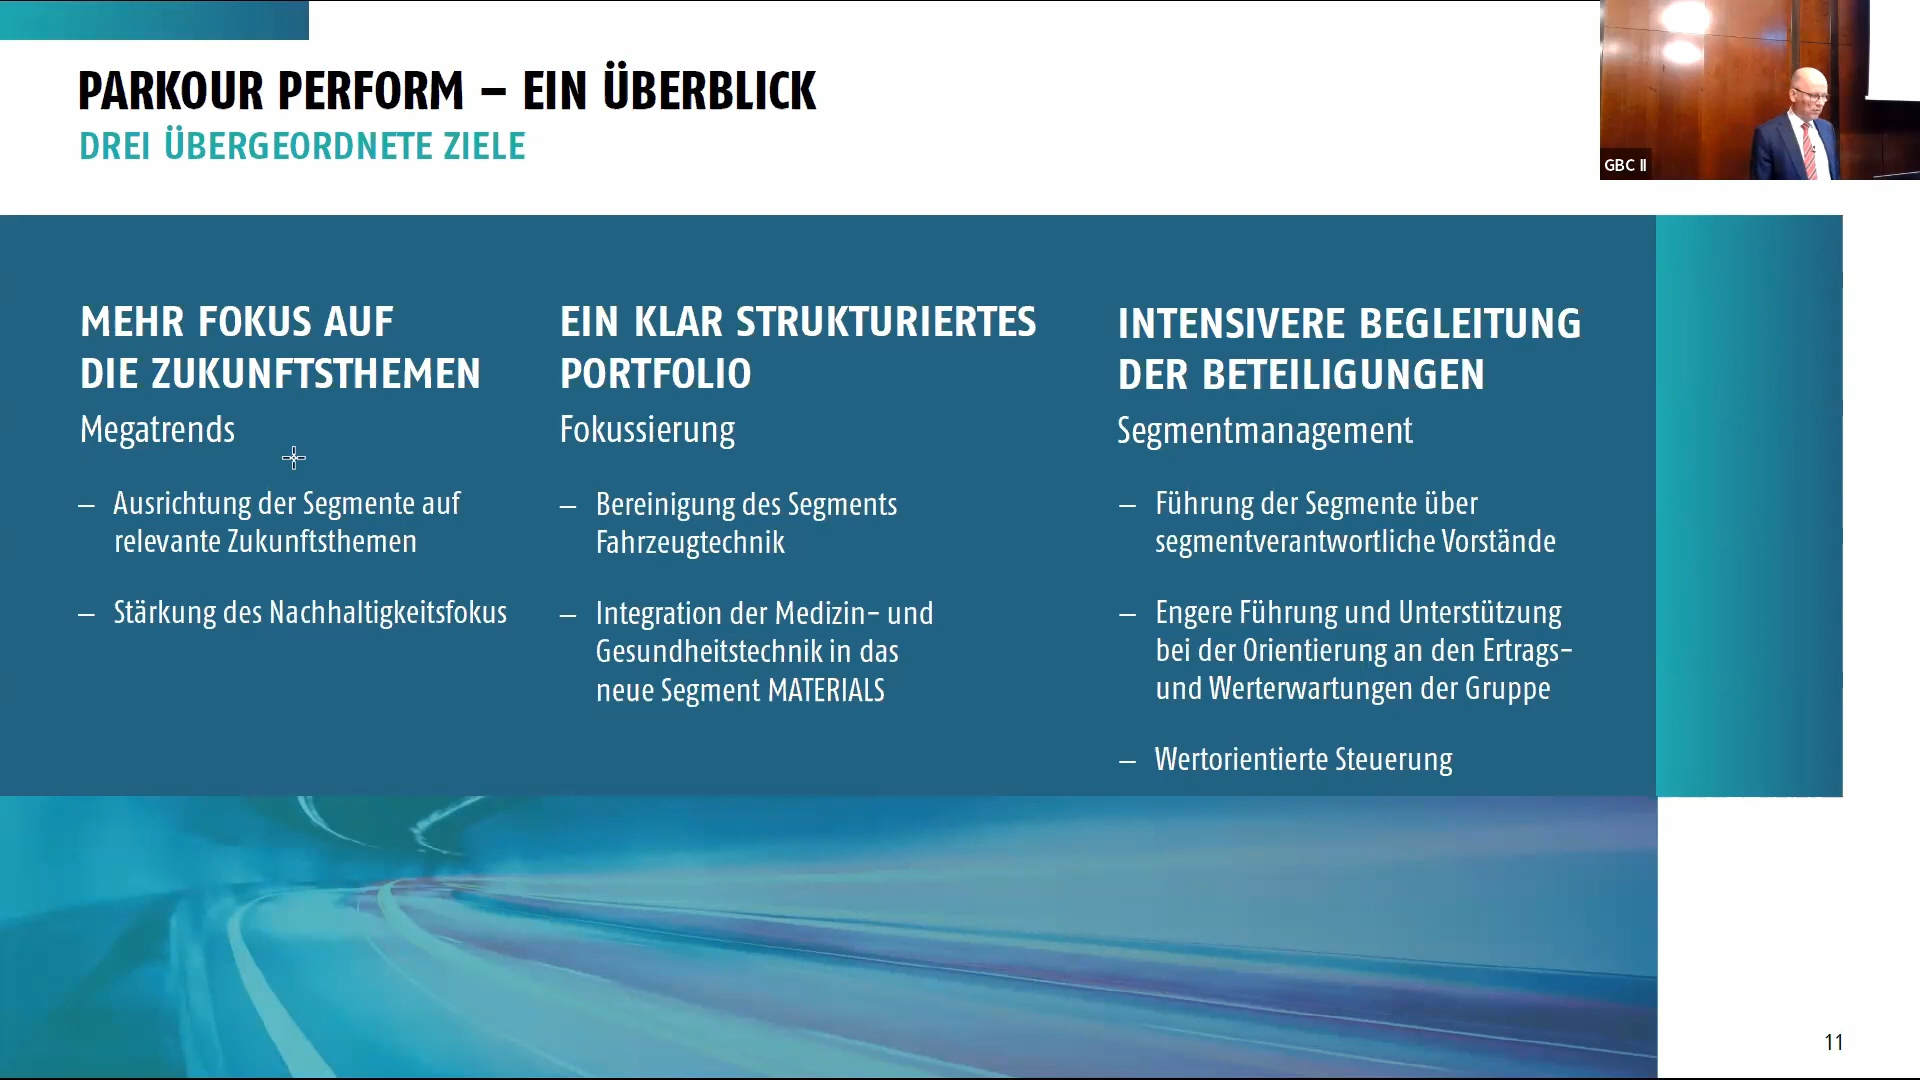 PARKOUR PERFORM – EIN ÜBERBLICK
DREI ÜBERGEORDNETE ZIELE
GBC II
MEHR FOKUS AUF
DIE ZUKUNFTSTHEMEN
Megatrends
– Ausrichtung der Segmente auf
relevante Zukunftsthemen
– Stärkung des Nachhaltigkeitsfokus
EIN KLAR STRUKTURIERTES
PORTFOLIO
Fokussierung
– Bereinigung des Segments
Fahrzeugtechnik
– Integration der Medizin- und
Gesundheitstechnik in das
neue Segment MATERIALS
INTENSIVERE BEGLEITUNG
DER BETEILIGUNGEN
Segmentmanagement
– Führung der Segmente über
segmentverantwortliche Vorstände
– Engere Führung und Unterstützung
bei der Orientierung an den Ertrags-
und Werterwartungen der Gruppe
– Wertorientierte Steuerung
11